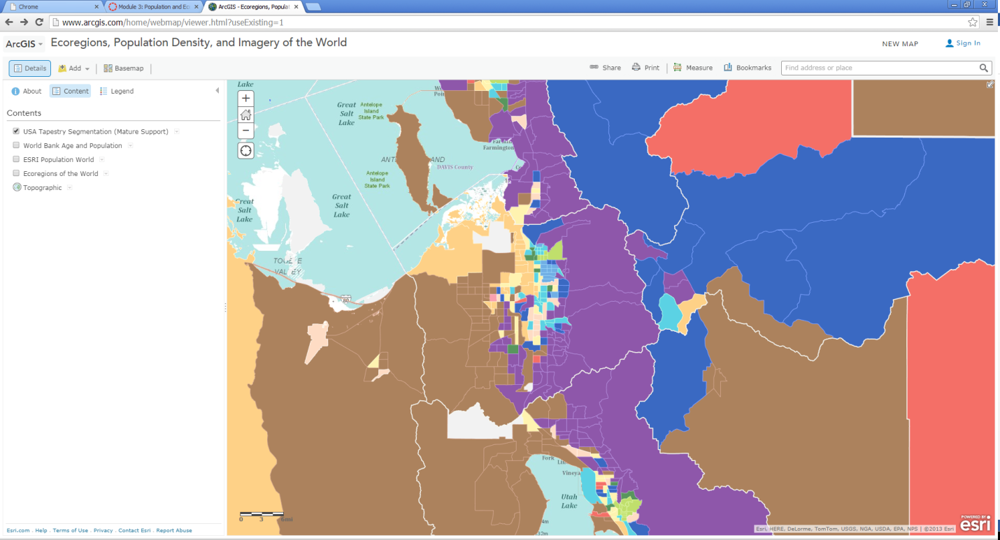 Chrome
Module 3: Population and Ec
ArcGIS - Ecoregions, Populat
www.arcgis.com/home/webmap/viewer.html?useExisting=1
ArcGIS
Ecoregions, Population Density, and Imagery of the World
NEW MAP
Sign In
Details
Add
Basemap
Share
Print
Measure
Bookmarks
Find address or place
About
Content
Legend
Contents
USA Tapestry Segmentation (Mature Support)
World Bank Age and Population
ESRI Population World
Ecoregions of the World
Topographic
Lake
Great
Salt
Lake
Antelope
Island
State Park
Farmington
ANT
AND
DAVIS County
Antelope
Island
State Park
Great
Salt
Lake
Great
Salt
Lake
TOOELE
VALLEY
80
Fork
Lin
Vineya
Utah
Lake
4m
32m
0 3 6mi
Esri.com . Help . Terms of Use . Privacy . Contact Esri . Report Abuse
Esri, HERE, DeLorme, TomTom, USGS, NGA, USDA, EPA, NPS | ©2013 Esri
POWERED BY
esri